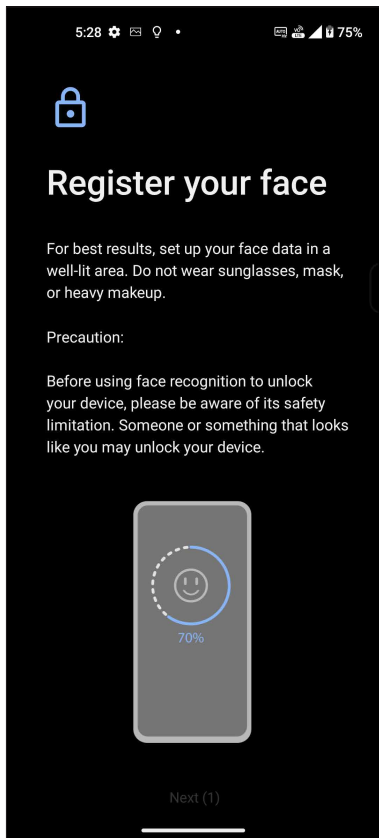 5:28 75%
Register your face
For best results, set up your face data in a
well-lit area. Do not wear sunglasses, mask,
or heavy makeup.
Precaution:
Before using face recognition to unlock
your device, please be aware of its safety
limitation. Someone or something that looks
like you may unlock your device.
70%
Next (1)